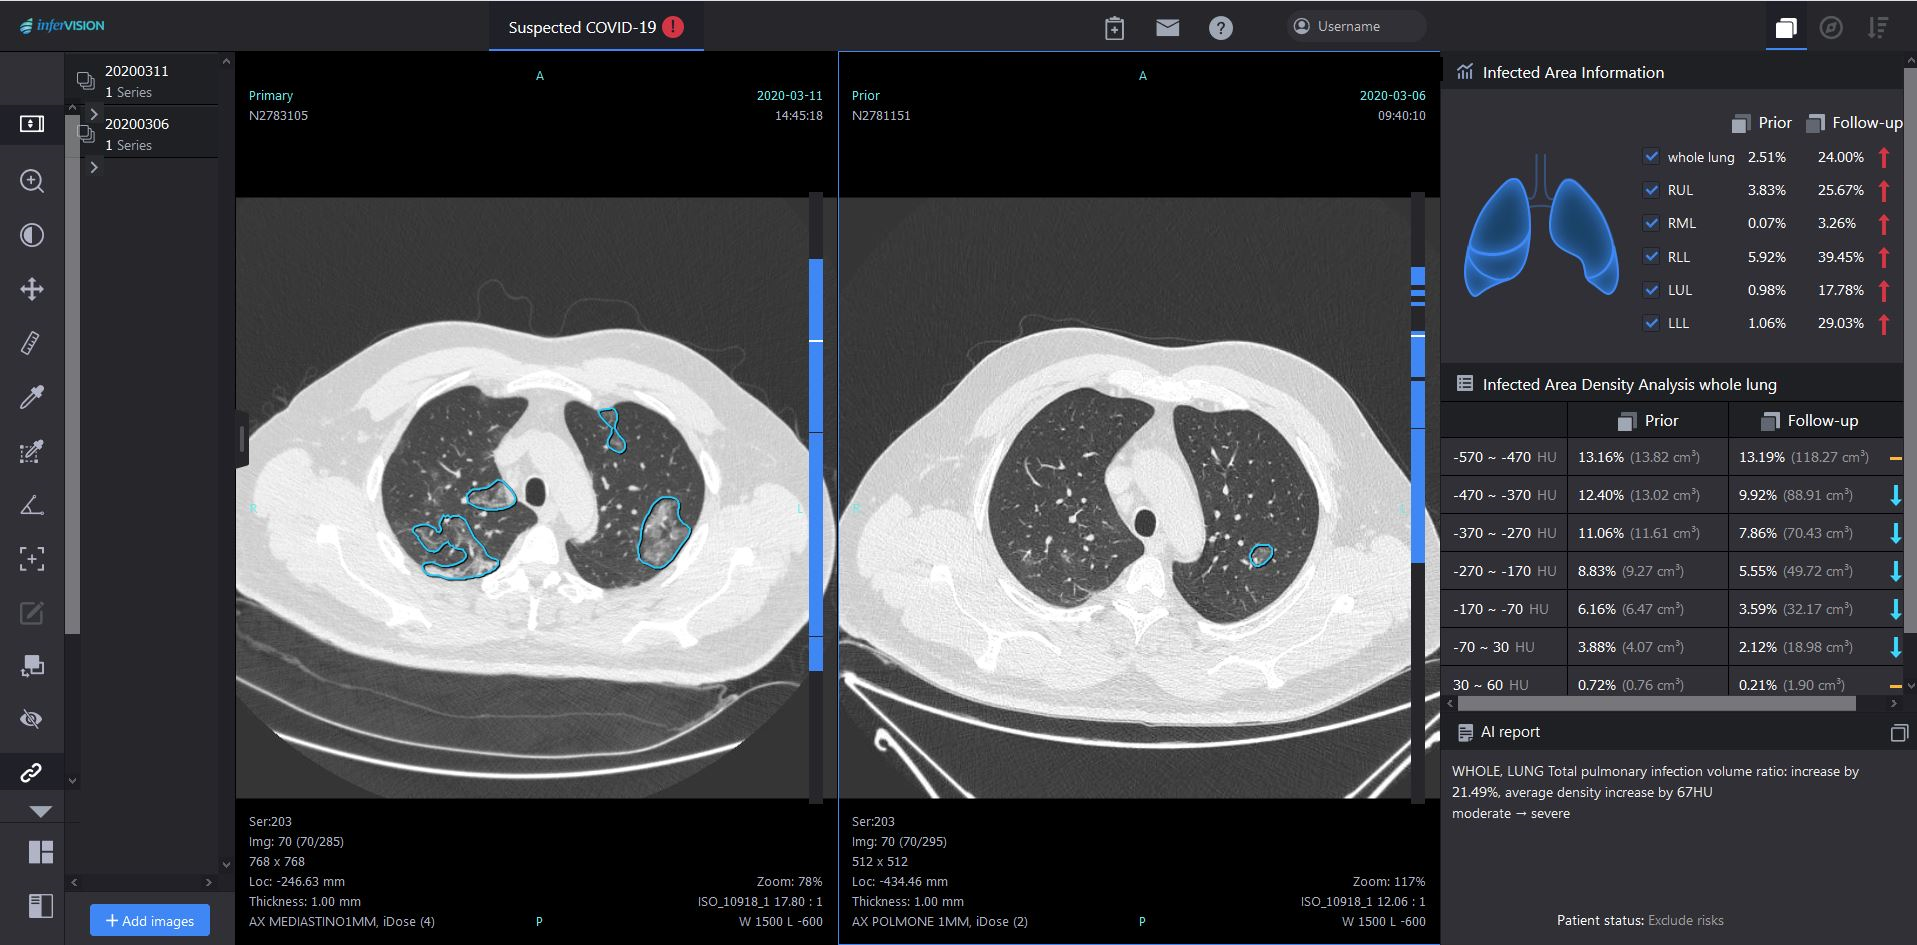 inferVISION
Suspected COVID-19 !
?
Username
20200311
1 Series
20200306
1 Series
+ Add images
A
Primary
2020-03-11
N2783105
14:45:18
R
L
Ser:203
Img: 70 (70/285)
768 x 768
Loc: -246.63 mm
Zoom: 78%
Thickness: 1.00 mm
ISO_10918_1 17.80 : 1
AX MEDIASTINO1MM, iDose (4)
P
W 1500 L -600
A
Prior
2020-03-06
N2781151
09:40:10
R
L
Ser:203
Img: 70 (70/295)
512 x 512
Loc: -434.46 mm
Zoom: 117%
Thickness: 1.00 mm
ISO_10918_1 12.06 : 1
AX POLMONE 1MM, iDose (2)
P
W 1500 L -600
Infected Area Information
Prior Follow-up
whole lung 2.51% 24.00%
RUL 3.83% 25.67%
RML 0.07% 3.26%
RLL 5.92% 39.45%
LUL 0.98% 17.78%
LLL 1.06% 29.03%
Infected Area Density Analysis whole lung
Prior Follow-up
-570 ~ -470 HU 13.16% (13.82 cm³) 13.19% (118.27 cm³)
-470 ~ -370 HU 12.40% (13.02 cm³) 9.92% (88.91 cm³)
-370 ~ -270 HU 11.06% (11.61 cm³) 7.86% (70.43 cm³)
-270 ~ -170 HU 8.83% (9.27 cm³) 5.55% (49.72 cm³)
-170 ~ -70 HU 6.16% (6.47 cm³) 3.59% (32.17 cm³)
-70 ~ 30 HU 3.88% (4.07 cm³) 2.12% (18.98 cm³)
30 ~ 60 HU 0.72% (0.76 cm³) 0.21% (1.90 cm³)
AI report
WHOLE, LUNG Total pulmonary infection volume ratio: increase by
21.49%, average density increase by 67HU
moderate → severe
Patient status: Exclude risks